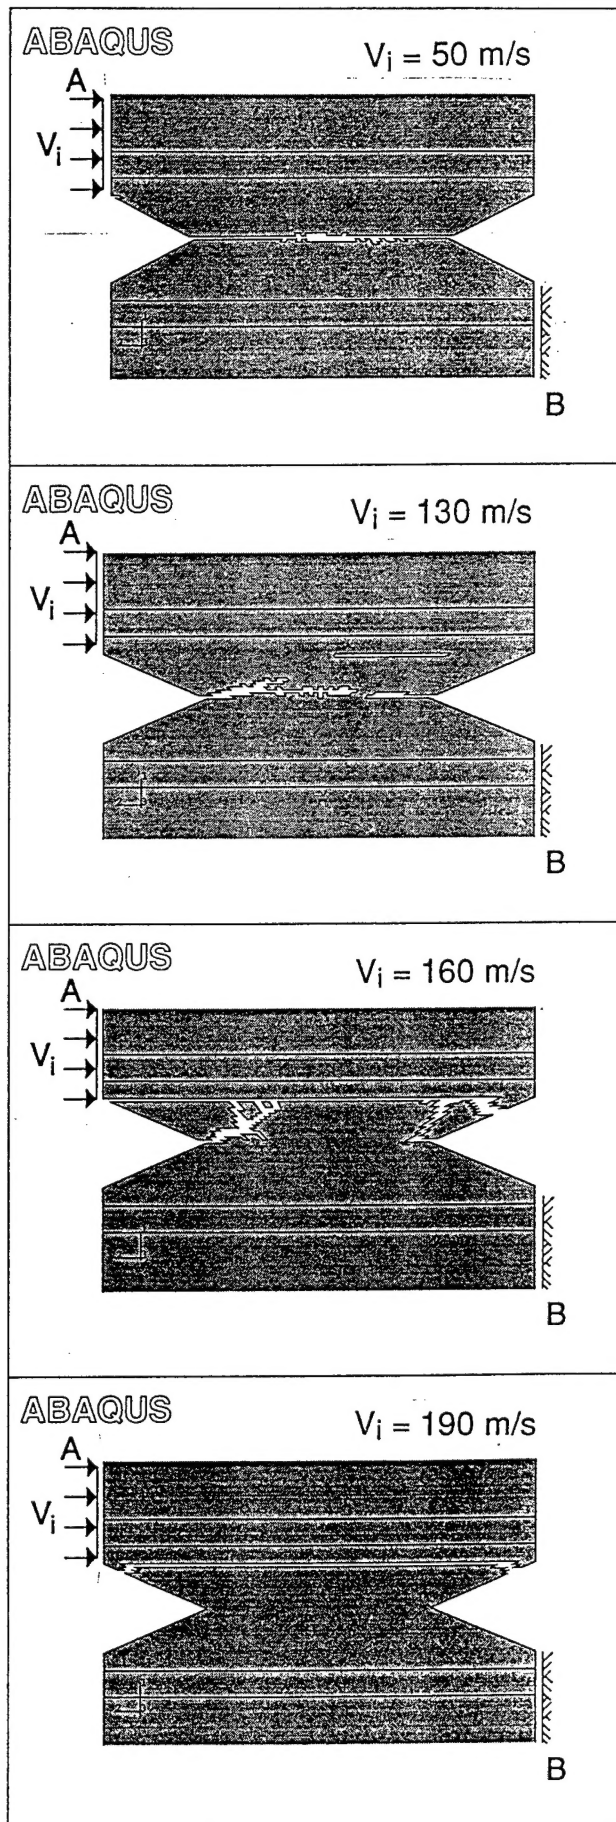 ABAQUS
Vi = 50 m/s
A
Vi
B
ABAQUS
Vi = 130 m/s
A
Vi
B
ABAQUS
Vi = 160 m/s
A
Vi
B
ABAQUS
Vi = 190 m/s
A
Vi
B